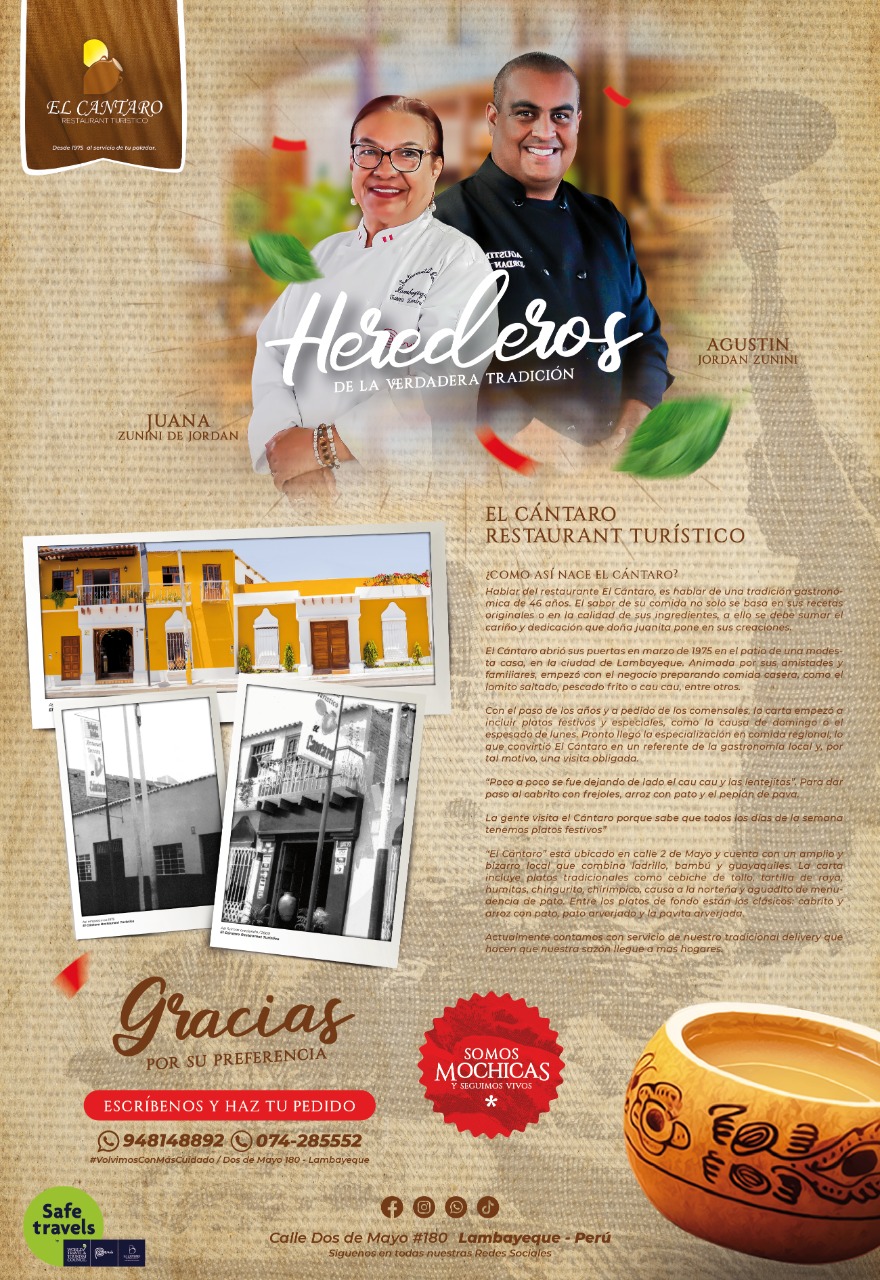 EL CANTARO
RESTAURANT TURISTICO
Desde 1975 al servicio de tu paladar.
Herederos
DE LA VERDADERA TRADICIÓN
AGUSTIN
JORDAN ZUNINI
JUANA
ZUNINI DE JORDAN
EL CÁNTARO
RESTAURANT TURÍSTICO
¿COMO ASÍ NACE EL CÁNTARO?
Hablar del restaurante El Cántaro, es hablar de una tradición gastronó-
mica de 46 años. El sabor de su comida no solo se basa en sus recetas
originales o en la calidad de sus ingredientes, a ello se debe sumar el
cariño y dedicación que doña juanita pone en sus creaciones.
El Cántaro abrió sus puertas en marzo de 1975 en el patio de una modes-
ta casa, en la ciudad de Lambayeque. Animada por sus amistades y
familiares, empezó con el negocio preparando comida casera, como el
lomito saltado, pescado frito o cau cau, entre otros.
Con el paso de los años y a pedido de los comensales, la carta empezó a
incluir platos festivos y especiales, como la causa de domingo o el
espesado de lunes. Pronto llegó la especialización en comida regional, lo
que convirtió El Cántaro en un referente de la gastronomía local y, por
tal motivo, una visita obligada.
"Poco a poco se fue dejando de lado el cau cau y las lentejitas". Para dar
paso al cabrito con frejoles, arroz con pato y el pepián de pava.
La gente visita el Cántaro porque sabe que todos los días de la semana
tenemos platos festivos"
"El Cántaro" está ubicado en calle 2 de Mayo y cuenta con un amplio y
bizarro local que combina ladrillo, bambú y guayaquiles. La carta
incluye platos tradicionales como cebiche de tollo, tortilla de raya,
humitas, chinguirito, chirimpico, causa a la norteña y aguadito de menu-
dencia de pato. Entre los platos de fondo están los clásicos: cabrito y
arroz con pato, pato arverjado y la pavita arverjada.
Actualmente contamos con servicio de nuestro tradicional delivery que
hacen que nuestra sazón llegue a mas hogares.
El Cántaro Restaurant Turístico
El Cántaro Restaurant Turístico
Gracias
POR SU PREFERENCIA
SOMOS
MOCHICAS
Y SEGUIMOS VIVOS
*
ESCRÍBENOS Y HAZ TU PEDIDO
948148892 074-285552
#VolvimosConMásCuidado / Dos de Mayo 180 - Lambayeque
Safe
travels
Calle Dos de Mayo #180 Lambayeque - Perú
Siguenos en todas nuestras Redes Sociales